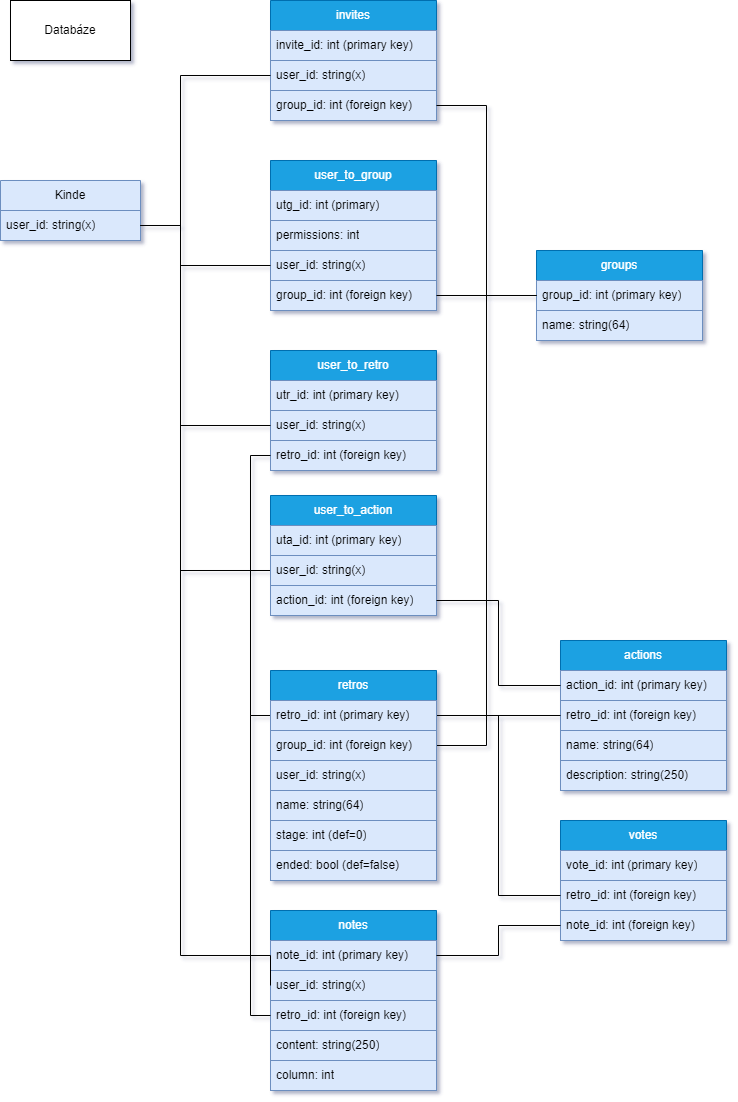 Databáze
invites
invite_id: int (primary key)
user_id: string(x)
group_id: int (foreign key)
Kinde
user_id: string(x)
user_to_group
utg_id: int (primary)
permissions: int
user_id: string(x)
group_id: int (foreign key)
groups
group_id: int (primary key)
name: string(64)
user_to_retro
utr_id: int (primary key)
user_id: string(x)
retro_id: int (foreign key)
user_to_action
uta_id: int (primary key)
user_id: string(x)
action_id: int (foreign key)
retros
retro_id: int (primary key)
group_id: int (foreign key)
user_id: string(x)
name: string(64)
stage: int (def=0)
ended: bool (def=false)
actions
action_id: int (primary key)
retro_id: int (foreign key)
name: string(64)
description: string(250)
votes
vote_id: int (primary key)
retro_id: int (foreign key)
note_id: int (foreign key)
notes
note_id: int (primary key)
user_id: string(x)
retro_id: int (foreign key)
content: string(250)
column: int